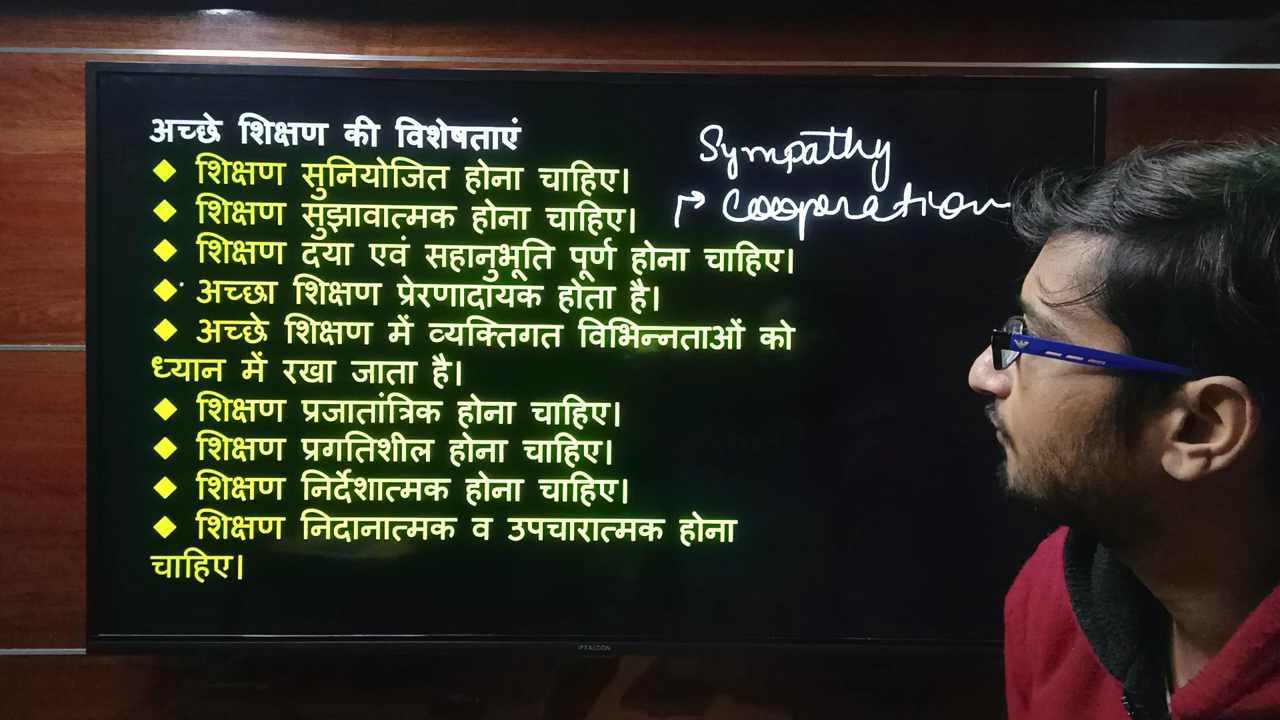 अच्छे शिक्षण की विशेषताएं
◆ शिक्षण सुनियोजित होना चाहिए।
◆ शिक्षण सुझावात्मक होना चाहिए।
◆ शिक्षण दया एवं सहानुभूति पूर्ण होना चाहिए।
◆ अच्छा शिक्षण प्रेरणादायक होता है।
◆ अच्छे शिक्षण में व्यक्तिगत विभिन्नताओं को
ध्यान में रखा जाता है।
◆ शिक्षण प्रजातांत्रिक होना चाहिए।
◆ शिक्षण प्रगतिशील होना चाहिए।
◆ शिक्षण निर्देशात्मक होना चाहिए।
◆ शिक्षण निदानात्मक व उपचारात्मक होना
चाहिए।
Sympathy
↱ Cooperation
iFFALCON